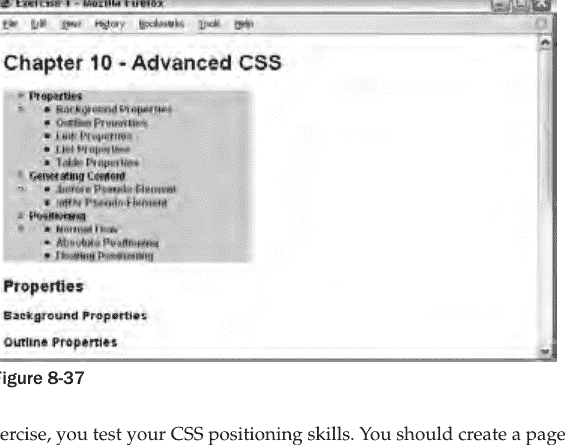 Exercise 1 - Mozilla Firefox
File Edit View History Bookmarks Tools Help
Chapter 10 - Advanced CSS
Properties
Background Properties
Outline Properties
Link Properties
List Properties
Table Properties
Generating Content
Pseudo-Element
Pseudo-Element
Positioning
Normal Flow
Absolute Positioning
Floating Positioning
Properties
Background Properties
Outline Properties
igure 8-37
ercise, you test your CSS positioning skills. You should create a page